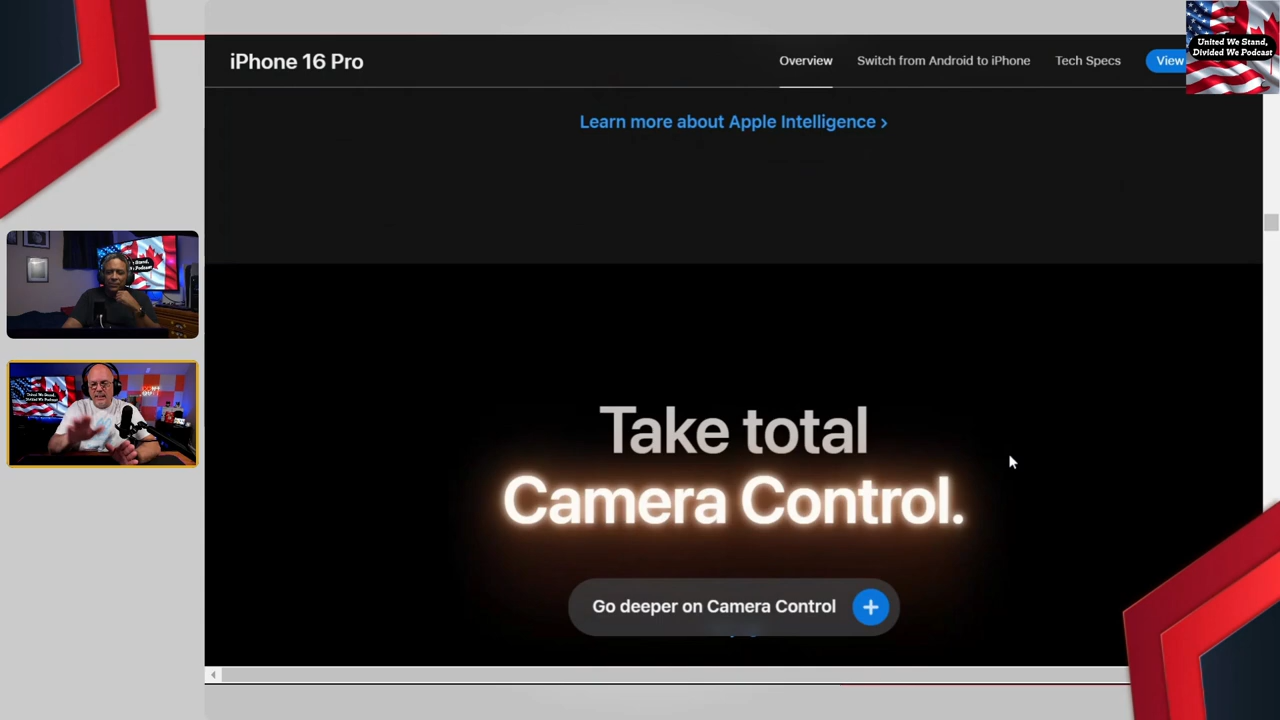 iPhone 16 Pro
Overview
Switch from Android to iPhone
Tech Specs
View
United We Stand,
Divided We Podcast
Learn more about Apple Intelligence >
Take total
Camera Control.
Go deeper on Camera Control +